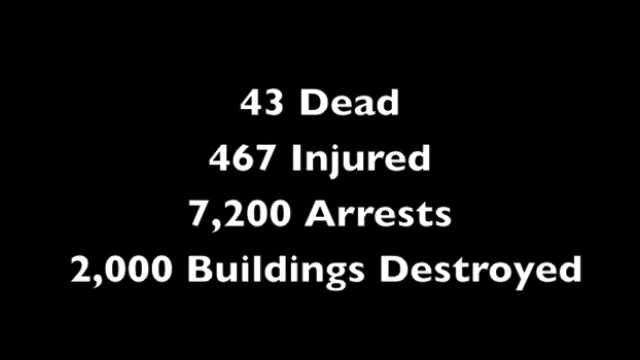 43 Dead
467 Injured
7,200 Arrests
2,000 Buildings Destroyed